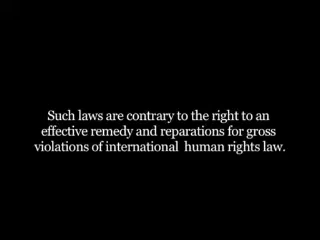 Such laws are contrary to the right to an
effective remedy and reparations for gross
violations of international human rights law.